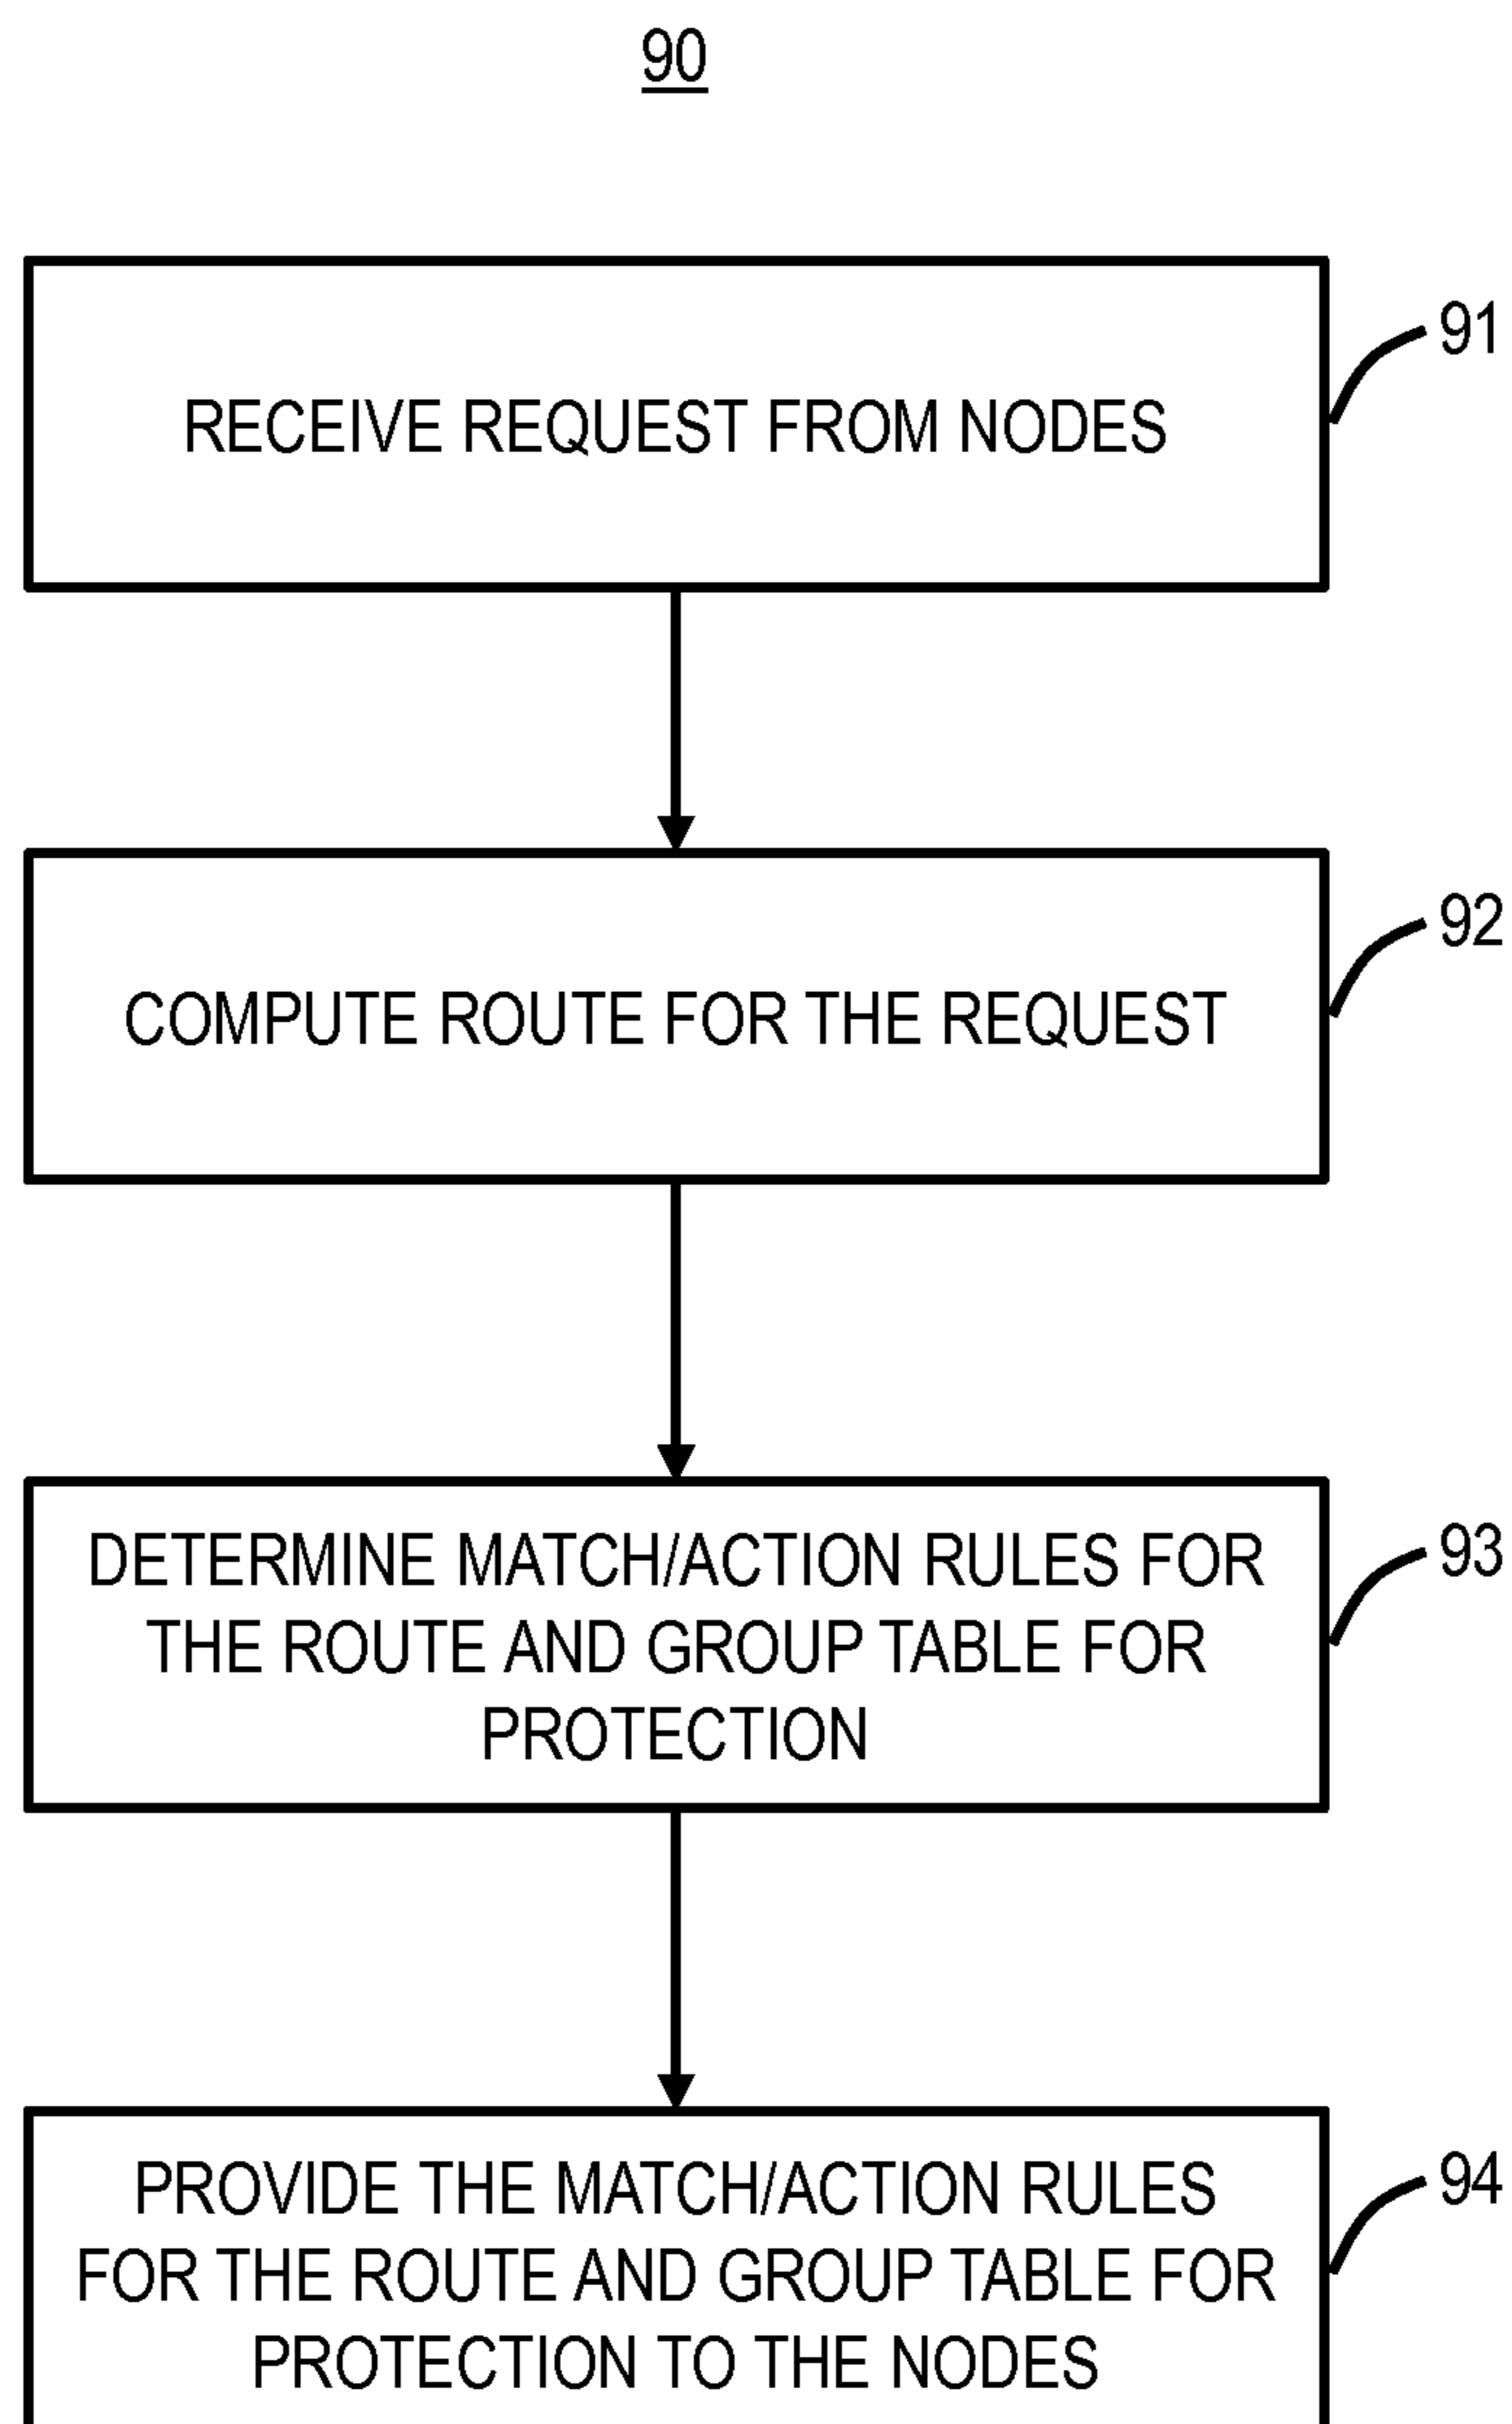 90
91
RECEIVE REQUEST FROM NODES
92
COMPUTE ROUTE FOR THE REQUEST
93
DETERMINE MATCH/ACTION RULES FOR
THE ROUTE AND GROUP TABLE FOR
PROTECTION
94
PROVIDE THE MATCH/ACTION RULES
FOR THE ROUTE AND GROUP TABLE FOR
PROTECTION TO THE NODES